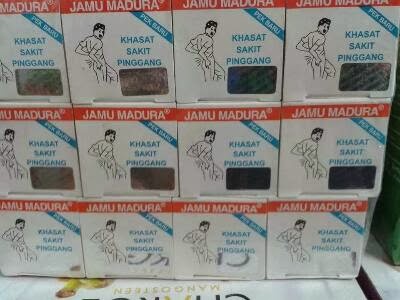 JAMU MADURA® JAMU MADURA® JAMU MADURA® JAMU MADURA®
PEK BARU PEK BARU PEK BARU PEK BARU
KHASAT KHASAT KHASAT KHASAT
SAKIT SAKIT SAKIT SAKIT
PINGGANG PINGGANG PINGGANG PINGGANG
MADURA® JAMU MADURA® JAMU MADURA® JAMU MADURA®
PEK BARU PEK BARU PEK BARU PEK BARU
KHASAT KHASAT KHASAT KHASAT
SAKIT SAKIT SAKIT SAKIT
PINGGANG PINGGANG PINGGANG PINGGANG
JAMU MADURA® JAMU MADURA® JAMU MADURA® JAMU MADURA®
PEK BARU PEK BARU PEK BARU PEK BARU
KHASAT KHASAT KHASAT KHASAT
SAKIT SAKIT SAKIT SAKIT
PINGGANG PINGGANG PINGGANG PINGGANG
MANGOSTEEN